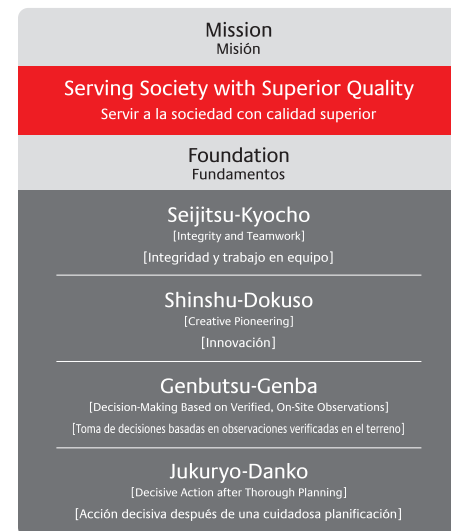 Mission
Misión
Serving Society with Superior Quality
Servir a la sociedad con calidad superior
Foundation
Fundamentos
Seijitsu-Kyocho
[Integrity and Teamwork]
[Integridad y trabajo en equipo]
Shinshu-Dokuso
[Creative Pioneering]
[Innovación]
Genbutsu-Genba
[Decision-Making Based on Verified, On-Site Observations]
[Toma de decisiones basadas en observaciones verificadas en el terreno]
Jukuryo-Danko
[Decisive Action after Thorough Planning]
[Acción decisiva después de una cuidadosa planificación]